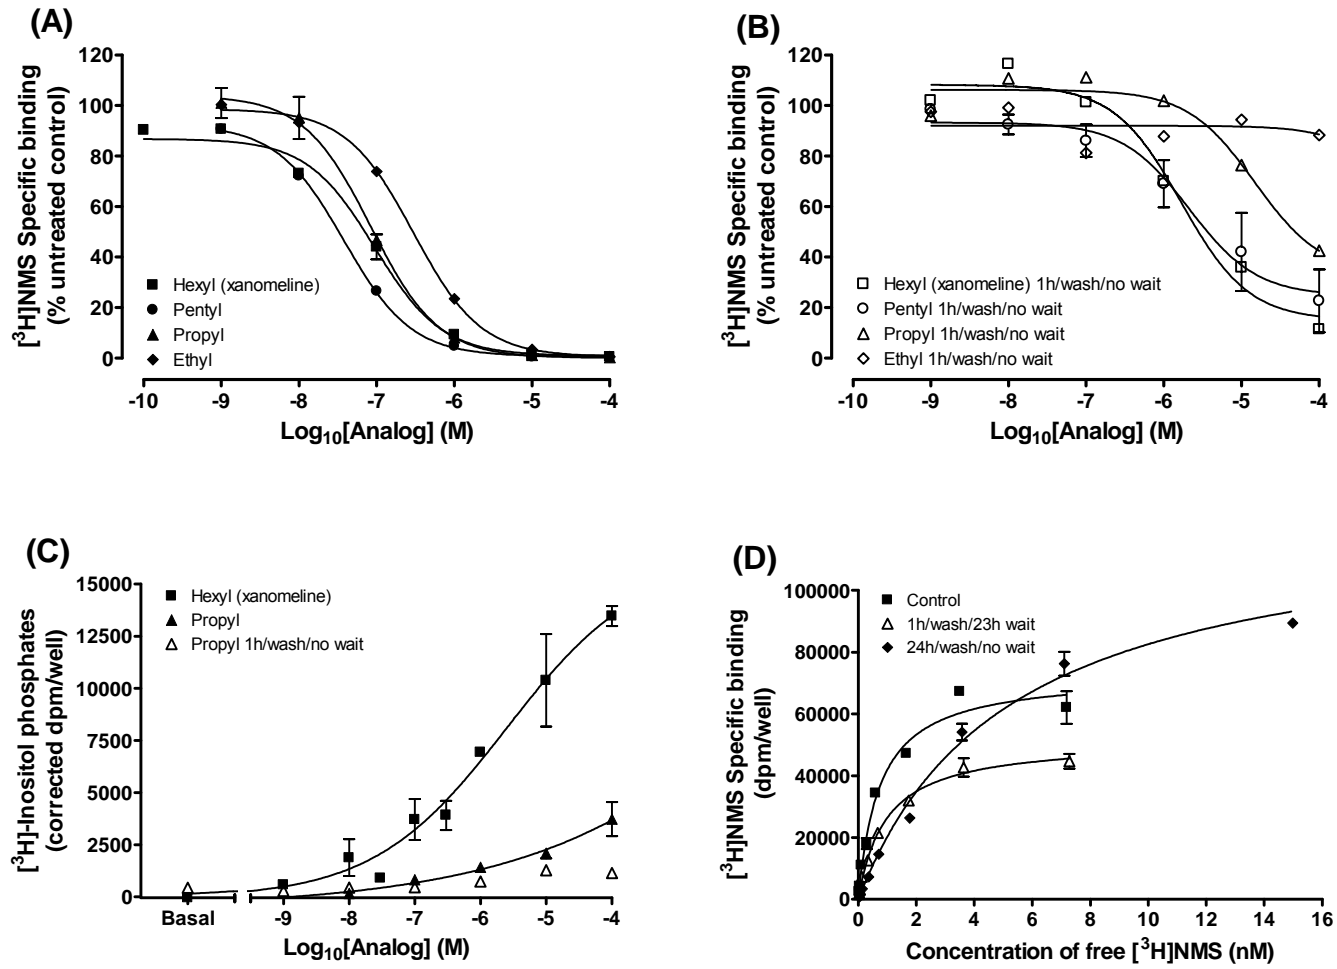 (A)
[³H]NMS Specific binding
(% untreated control)
120
100
80
60
40
20
0
Hexyl (xanomeline)
Pentyl
Propyl
Ethyl
-10 -9 -8 -7 -6 -5 -4
Log₁₀[Analog] (M)
(B)
[³H]NMS Specific binding
(% untreated control)
120
100
80
60
40
20
0
Hexyl (xanomeline) 1h/wash/no wait
Pentyl 1h/wash/no wait
Propyl 1h/wash/no wait
Ethyl 1h/wash/no wait
-10 -9 -8 -7 -6 -5 -4
Log₁₀[Analog] (M)
(C)
[³H]-Inositol phosphates
(corrected dpm/well)
15000
12500
10000
7500
5000
2500
0
Hexyl (xanomeline)
Propyl
Propyl 1h/wash/no wait
Basal -9 -8 -7 -6 -5 -4
Log₁₀[Analog] (M)
(D)
[³H]NMS Specific binding
(dpm/well)
100000
80000
60000
40000
20000
0
Control
1h/wash/23h wait
24h/wash/no wait
0 2 4 6 8 10 12 14 16
Concentration of free [³H]NMS (nM)